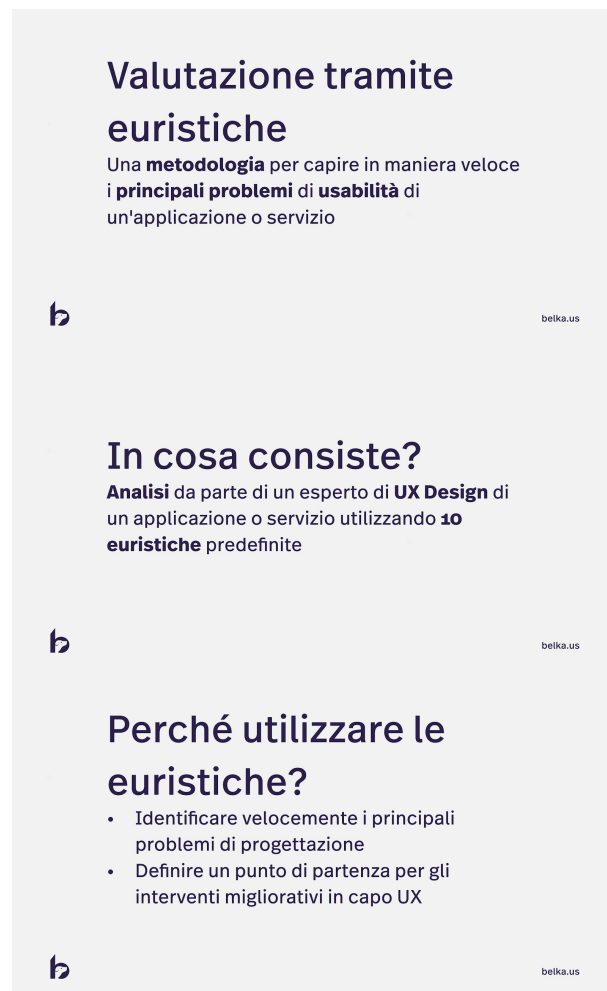 Valutazione tramite
euristiche
Una metodologia per capire in maniera veloce
i principali problemi di usabilità di
un'applicazione o servizio
belka.us
In cosa consiste?
Analisi da parte di un esperto di UX Design di
un applicazione o servizio utilizzando 10
euristiche predefinite
belka.us
Perché utilizzare le
euristiche?
• Identificare velocemente i principali
problemi di progettazione
• Definire un punto di partenza per gli
interventi migliorativi in capo UX
belka.us